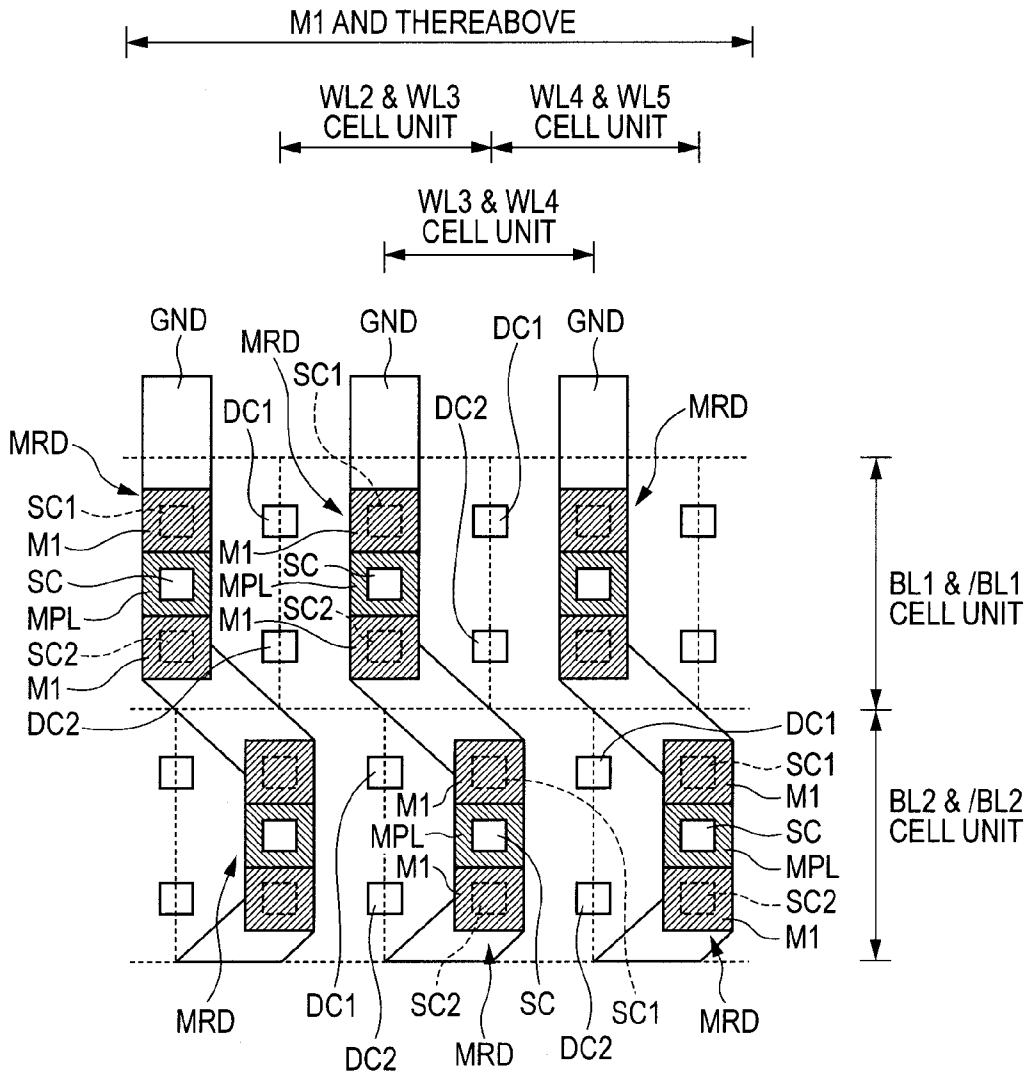 M1 AND THEREABOVE
WL2 & WL3
CELL UNIT
WL4 & WL5
CELL UNIT
WL3 & WL4
CELL UNIT
GND
MRD
SC1
GND
DC1
GND
DC1
DC2
MRD
MRD
SC1
M1
SC
MPL
SC2
M1
DC2
M1
SC
MPL
SC2
M1
BL1 & /BL1
CELL UNIT
DC1
SC1
M1
SC
MPL
SC2
M1
M1
MPL
M1
BL2 & /BL2
CELL UNIT
MRD
DC1
DC2
SC2
MRD
SC
SC1
DC2
MRD